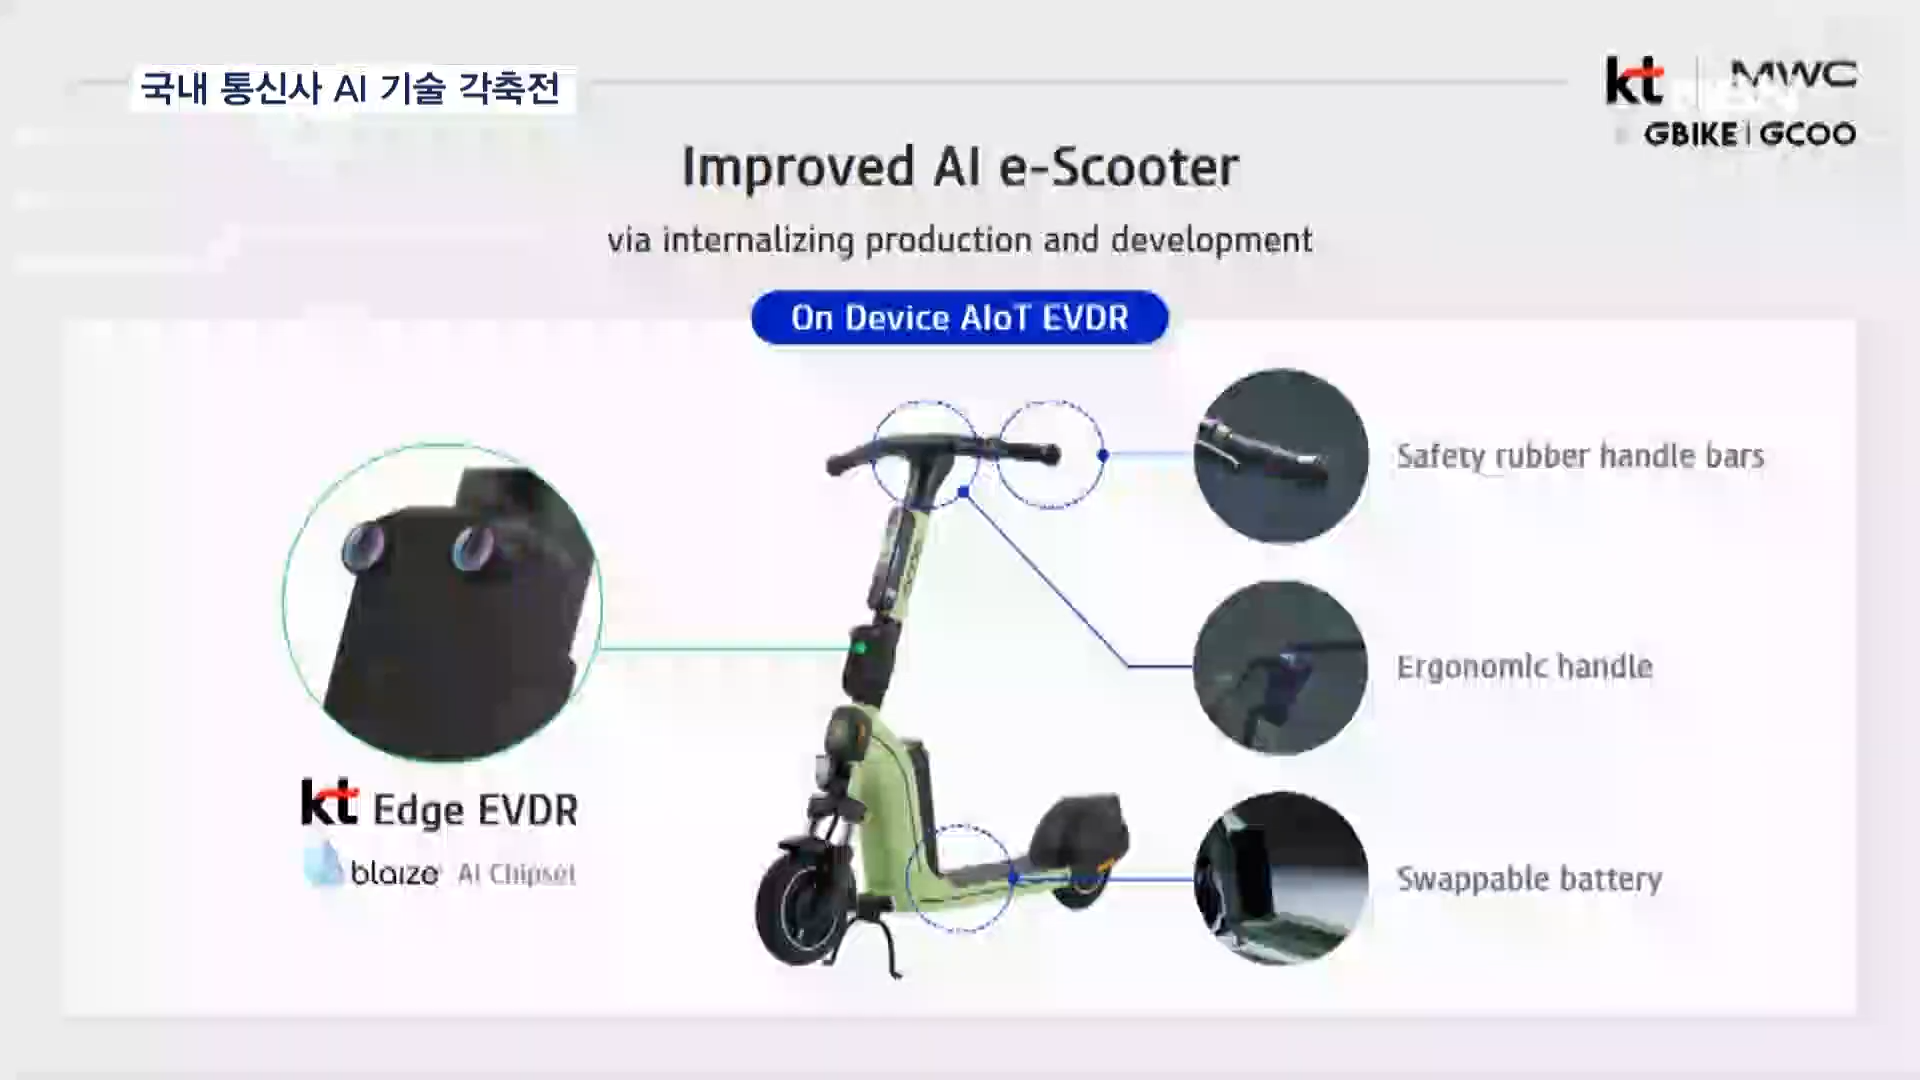 국내 통신사 AI 기술 각축전
kt | MWC
GBIKE | GCOO
Improved AI e-Scooter
via internalizing production and development
On Device AIoT EVDR
Safety rubber handle bars
Ergonomic handle
kt Edge EVDR
blaize AI Chipset
Swappable battery